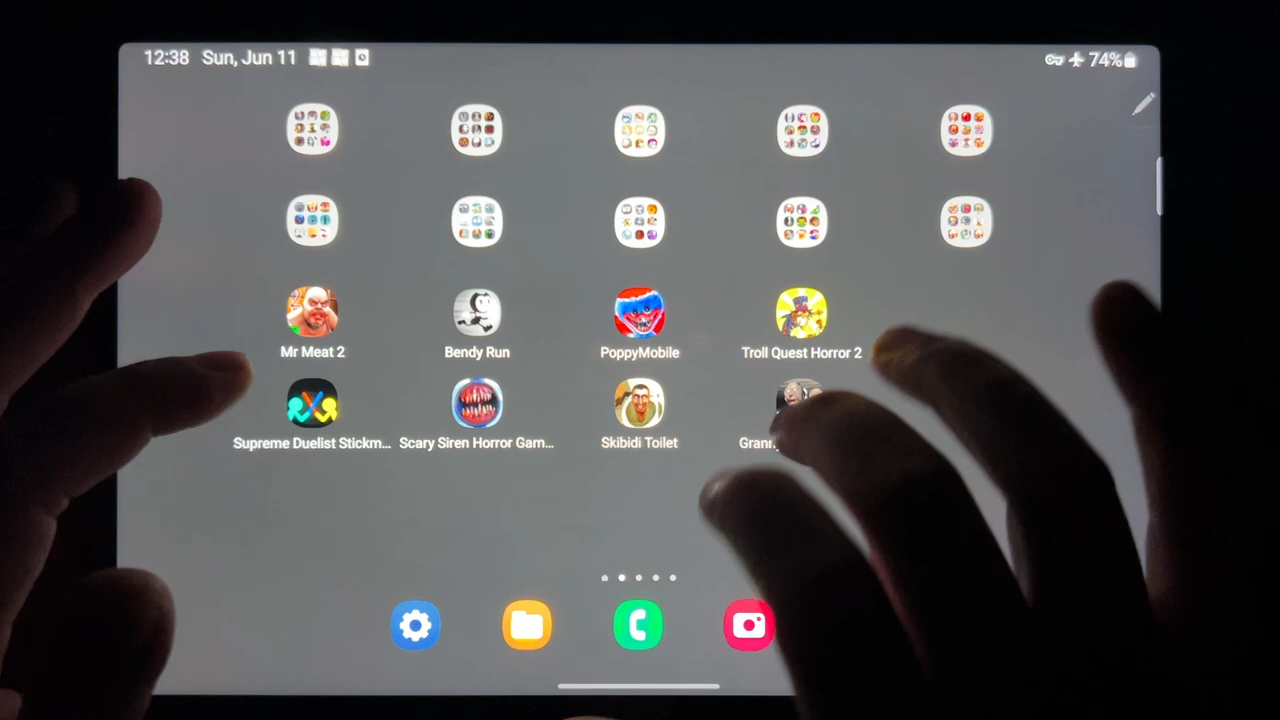 12:38 Sun, Jun 11 74%
Mr Meat 2 Bendy Run PoppyMobile Troll Quest Horror 2
Supreme Duelist Stickm... Scary Siren Horror Gam... Skibidi Toilet